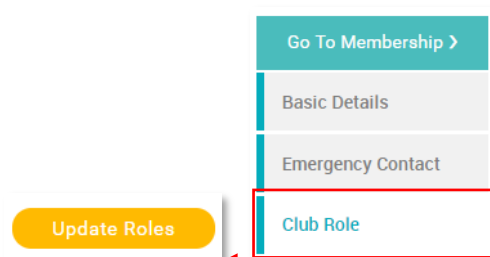 Go To Membership ❯
Basic Details
Emergency Contact
Club Role
Update Roles